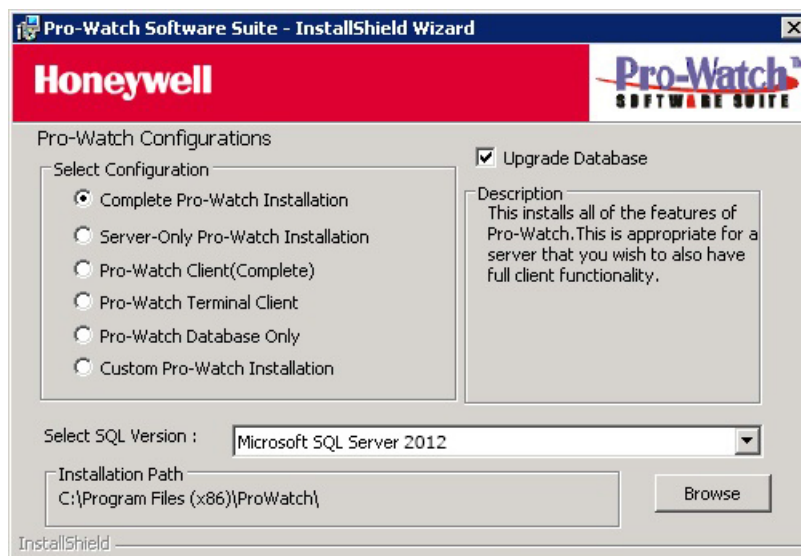 Pro-Watch Software Suite - InstallShield Wizard
Honeywell
Pro-Watch™
SOFTWARE SUITE
Pro-Watch Configurations
Select Configuration
Complete Pro-Watch Installation
Server-Only Pro-Watch Installation
Pro-Watch Client(Complete)
Pro-Watch Terminal Client
Pro-Watch Database Only
Custom Pro-Watch Installation
Upgrade Database
Description
This installs all of the features of
Pro-Watch.This is appropriate for a
server that you wish to also have
full client functionality.
Select SQL Version :
Microsoft SQL Server 2012
Installation Path
C:\Program Files (x86)\ProWatch\
Browse
InstallShield